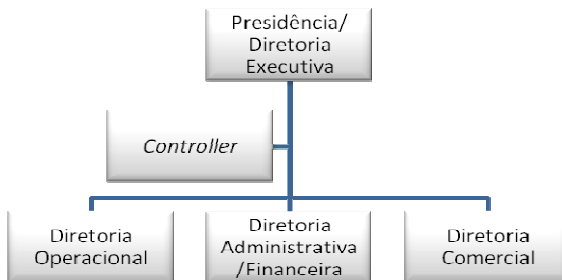 Presidência/
Diretoria
Executiva
Controller
Diretoria
Operacional
Diretoria
Administrativa
/Financeira
Diretoria
Comercial